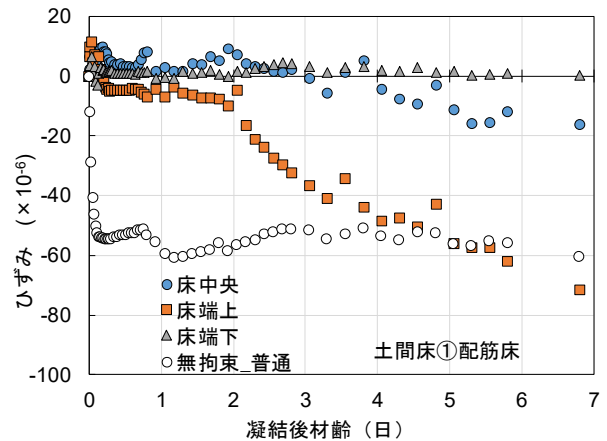 20
0
-20
-40
-60
-80
-100
ひずみ (×10⁻⁶)
床中央
床端上
床端下
無拘束_普通
土間床①配筋床
0 1 2 3 4 5 6 7
凝結後材齢（日）